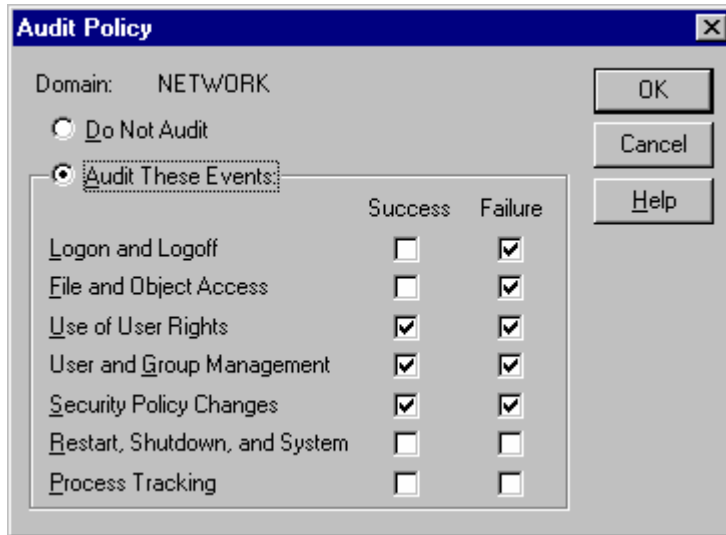 Audit Policy
Domain: NETWORK
OK
Do Not Audit
Cancel
Audit These Events:
Help
Success Failure
Logon and Logoff
File and Object Access
Use of User Rights
User and Group Management
Security Policy Changes
Restart, Shutdown, and System
Process Tracking